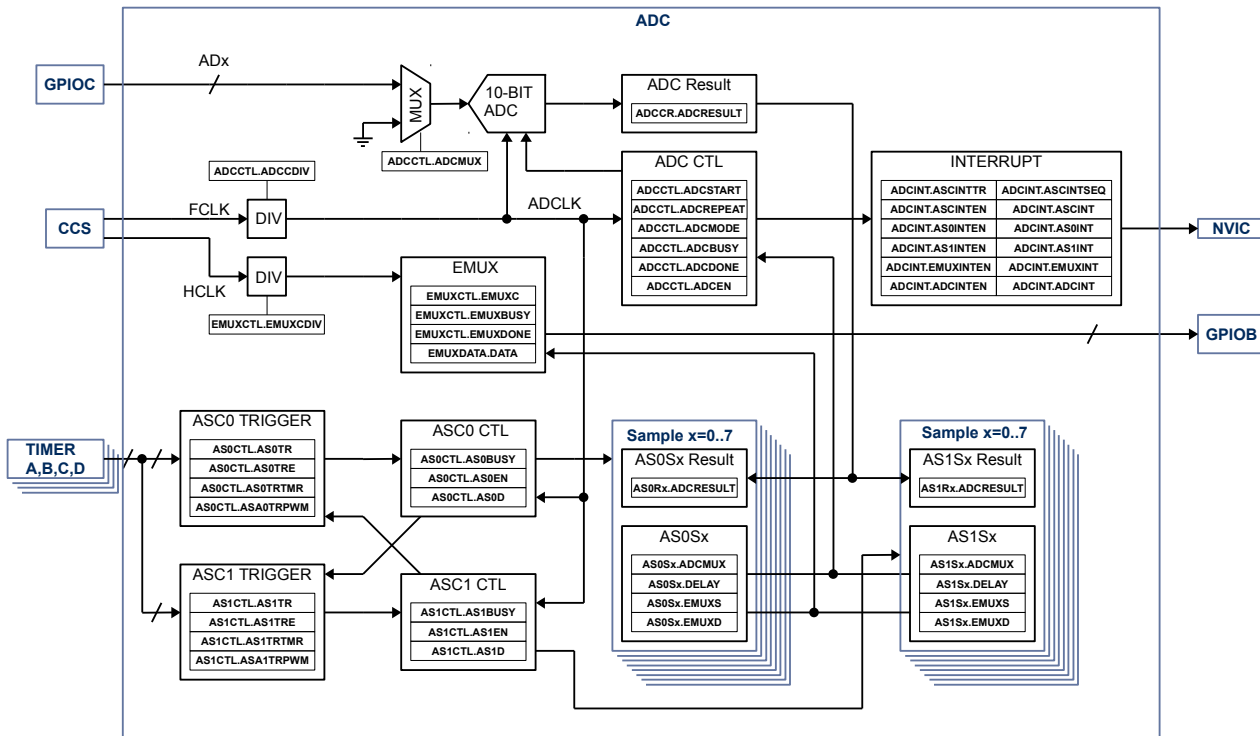 ADC
GPIOC
ADx
MUX
10-BIT
ADC
ADC Result
ADCCR.ADCRESULT
ADCCTL.ADCMUX
ADCCTL.ADCCDIV
CCS
FCLK
DIV
ADCLK
HCLK
DIV
EMUXCTL.EMUXCDIV
ADC CTL
ADCCTL.ADCSTART
ADCCTL.ADCREPEAT
ADCCTL.ADCMODE
ADCCTL.ADCBUSY
ADCCTL.ADCDONE
ADCCTL.ADCEN
INTERRUPT
ADCINT.ASCINTTR ADCINT.ASCINTSEQ
ADCINT.ASCINTEN ADCINT.ASCINT
ADCINT.AS0INTEN ADCINT.AS0INT
ADCINT.AS1INTEN ADCINT.AS1INT
ADCINT.EMUXINTEN ADCINT.EMUXINT
ADCINT.ADCINTEN ADCINT.ADCINT
NVIC
EMUX
EMUXCTL.EMUXC
EMUXCTL.EMUXBUSY
EMUXCTL.EMUXDONE
EMUXDATA.DATA
GPIOB
TIMER
A,B,C,D
ASC0 TRIGGER
AS0CTL.AS0TR
AS0CTL.AS0TRE
AS0CTL.AS0TRTMR
AS0CTL.ASA0TRPWM
ASC0 CTL
AS0CTL.AS0BUSY
AS0CTL.AS0EN
AS0CTL.AS0D
ASC1 TRIGGER
AS1CTL.AS1TR
AS1CTL.AS1TRE
AS1CTL.AS1TRTMR
AS1CTL.ASA1TRPWM
ASC1 CTL
AS1CTL.AS1BUSY
AS1CTL.AS1EN
AS1CTL.AS1D
Sample x=0..7
AS0Sx Result
AS0Rx.ADCRESULT
AS0Sx
AS0Sx.ADCMUX
AS0Sx.DELAY
AS0Sx.EMUXS
AS0Sx.EMUXD
Sample x=0..7
AS1Sx Result
AS1Rx.ADCRESULT
AS1Sx
AS1Sx.ADCMUX
AS1Sx.DELAY
AS1Sx.EMUXS
AS1Sx.EMUXD